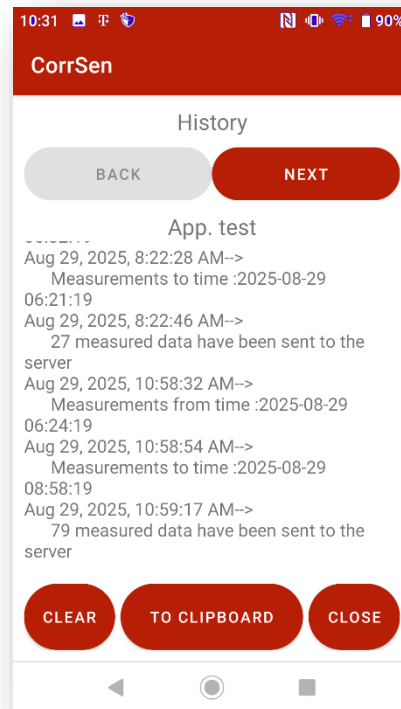 10:31 90%
CorrSen
History
BACK NEXT
App. test
Aug 29, 2025, 8:22:28 AM-->
Measurements to time :2025-08-29
06:21:19
Aug 29, 2025, 8:22:46 AM-->
27 measured data have been sent to the
server
Aug 29, 2025, 10:58:32 AM-->
Measurements from time :2025-08-29
06:24:19
Aug 29, 2025, 10:58:54 AM-->
Measurements to time :2025-08-29
08:58:19
Aug 29, 2025, 10:59:17 AM-->
79 measured data have been sent to the
server
CLEAR TO CLIPBOARD CLOSE